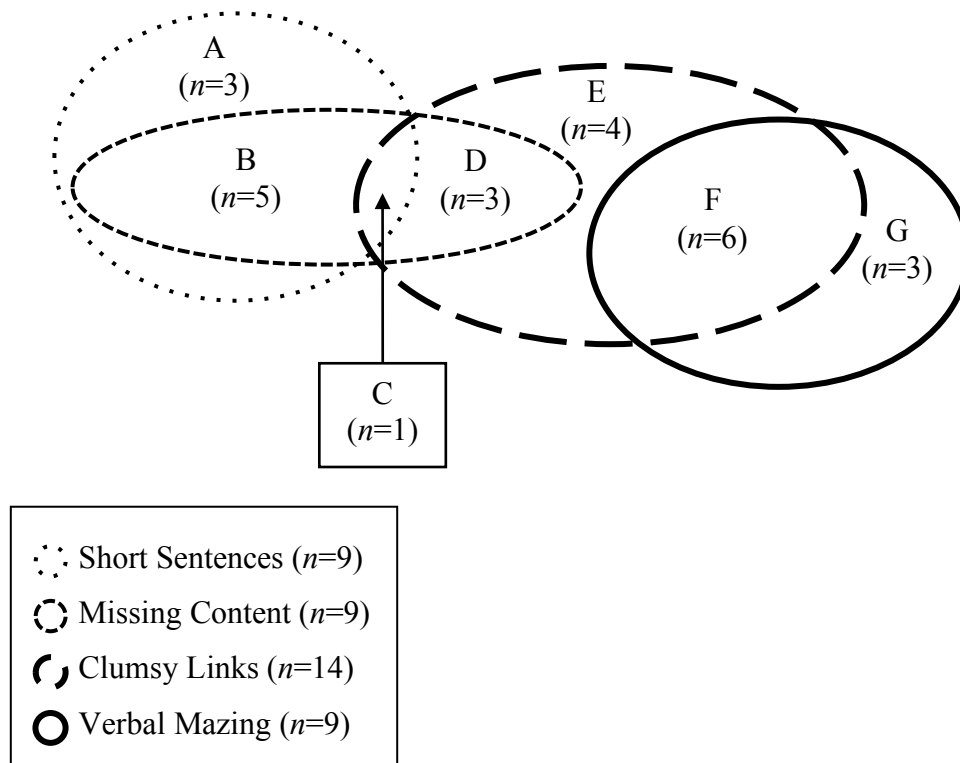 A
(n=3)
B
(n=5)
C
(n=1)
D
(n=3)
E
(n=4)
F
(n=6)
G
(n=3)
Short Sentences (n=9)
Missing Content (n=9)
Clumsy Links (n=14)
Verbal Mazing (n=9)